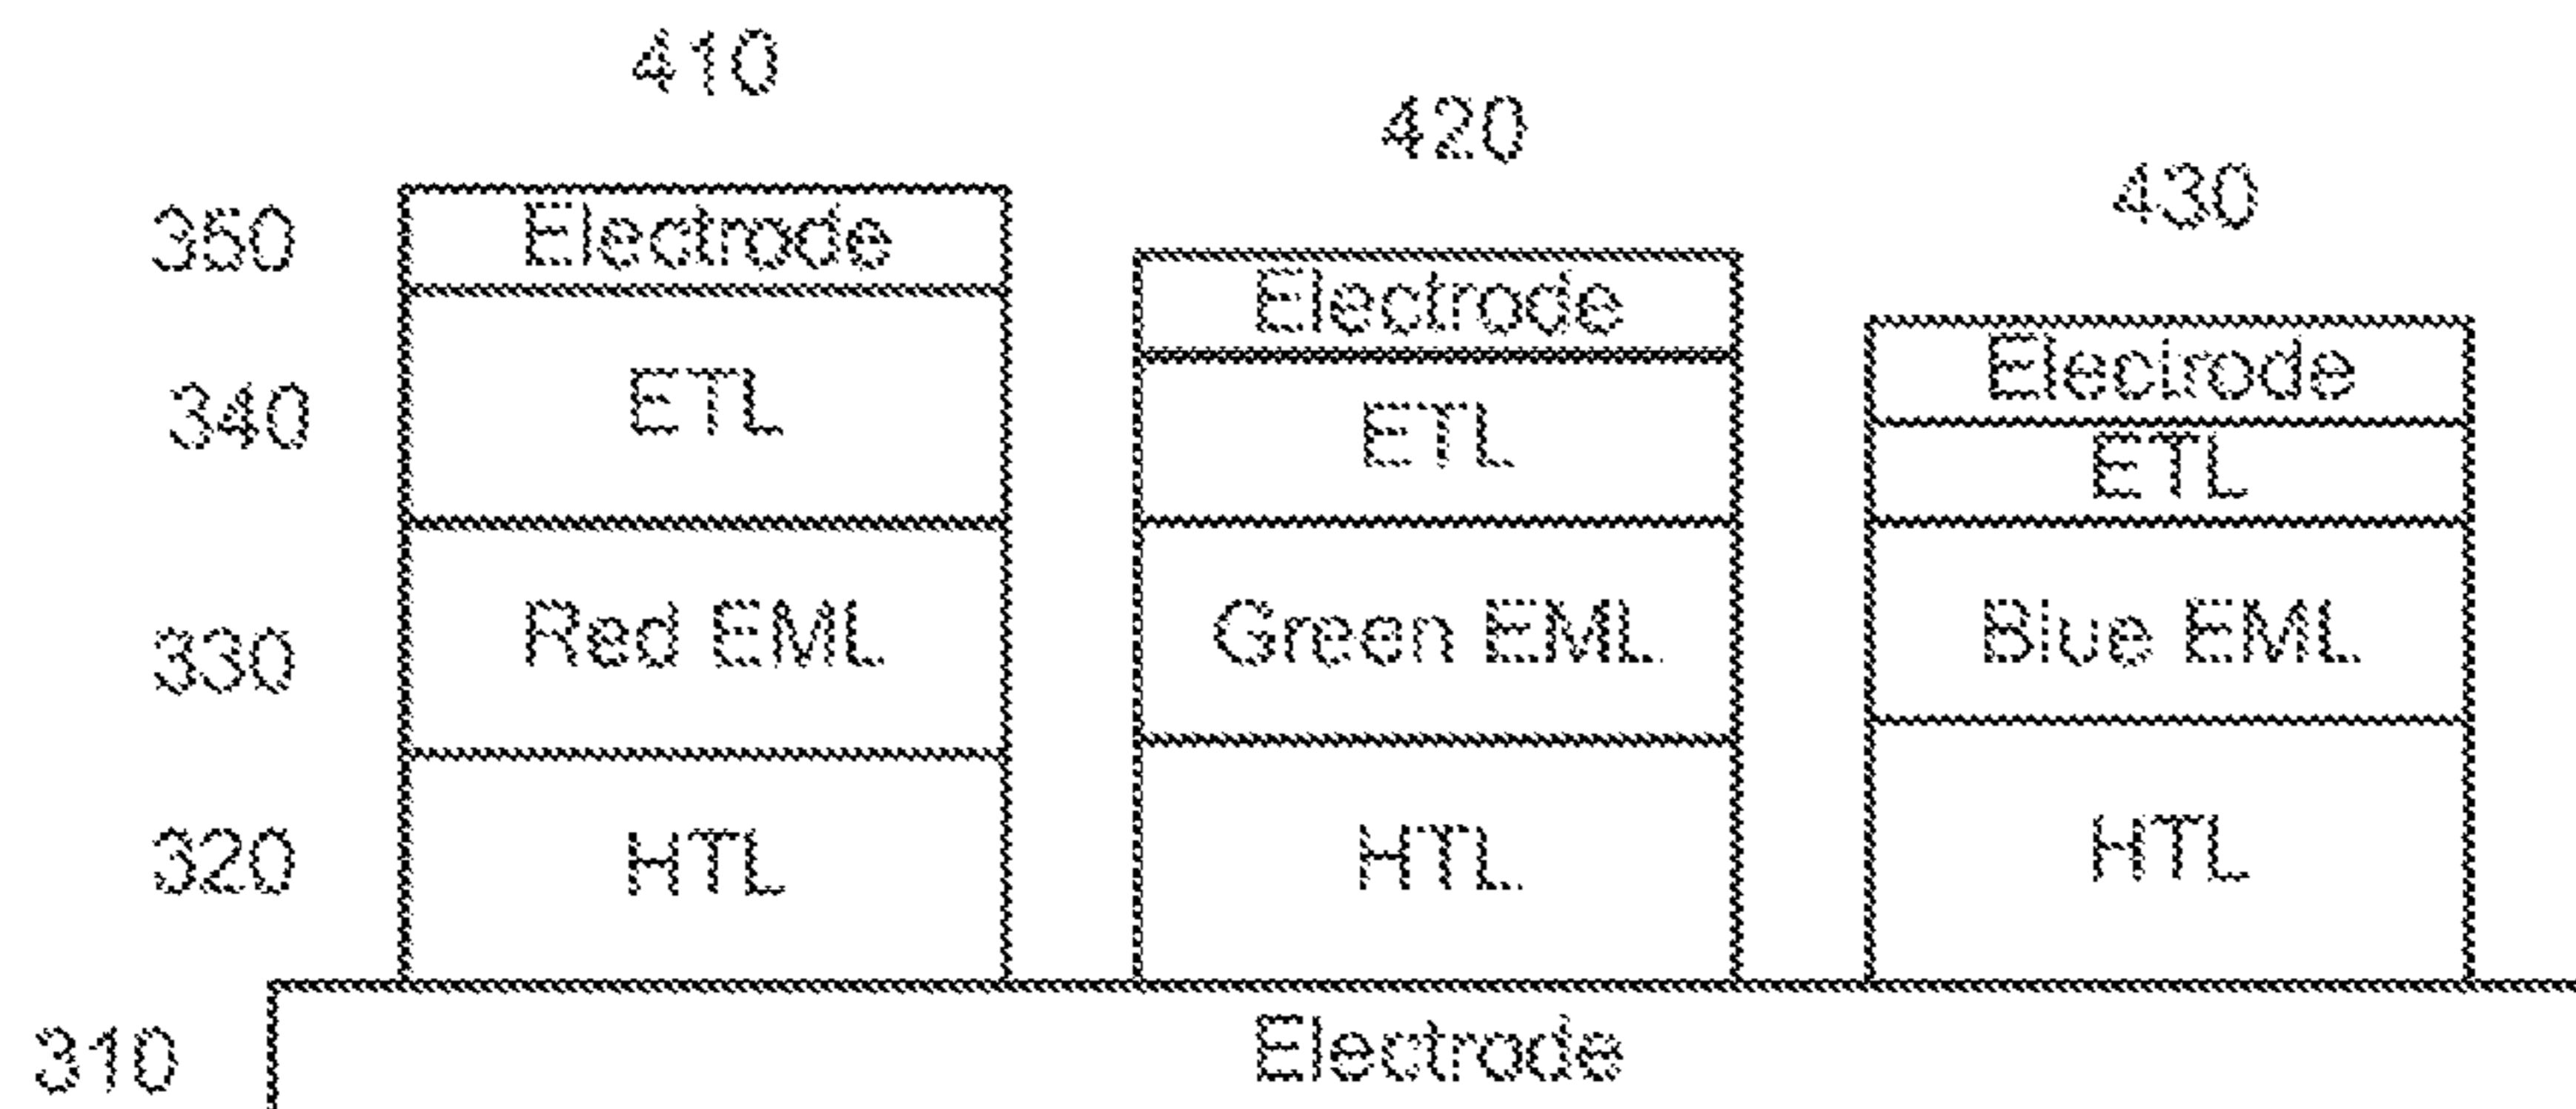 410
420
430
350 Electrode Electrode Electrode
340 ETL ETL ETL
330 Red EML Green EML Blue EML
320 HTL HTL HTL
310 Electrode